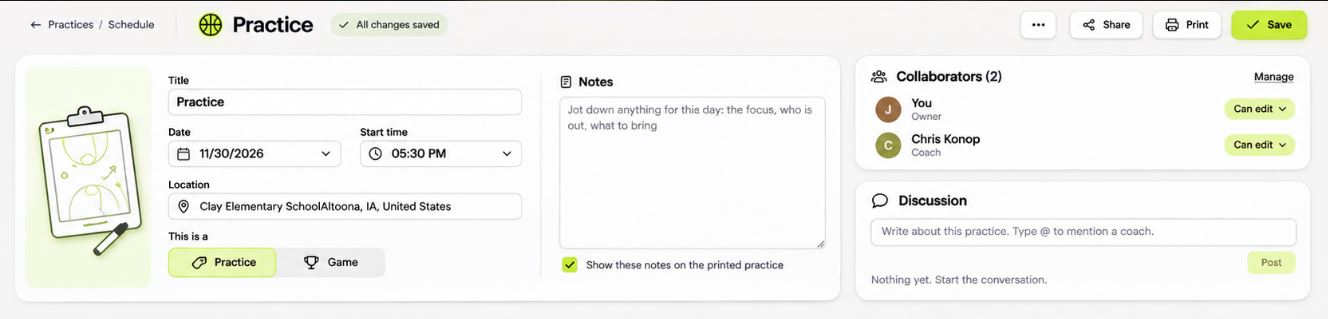 ← Practices / Schedule
Practice
All changes saved
Share
Print
Save
Title
Practice
Date
Start time
11/30/2026
05:30 PM
Location
Clay Elementary SchoolAltoona, IA, United States
This is a
Practice
Game
Notes
Jot down anything for this day: the focus, who is
out, what to bring
Show these notes on the printed practice
Collaborators (2)
Manage
J
You
Owner
Can edit
C
Chris Konop
Coach
Can edit
Discussion
Write about this practice. Type @ to mention a coach.
Post
Nothing yet. Start the conversation.